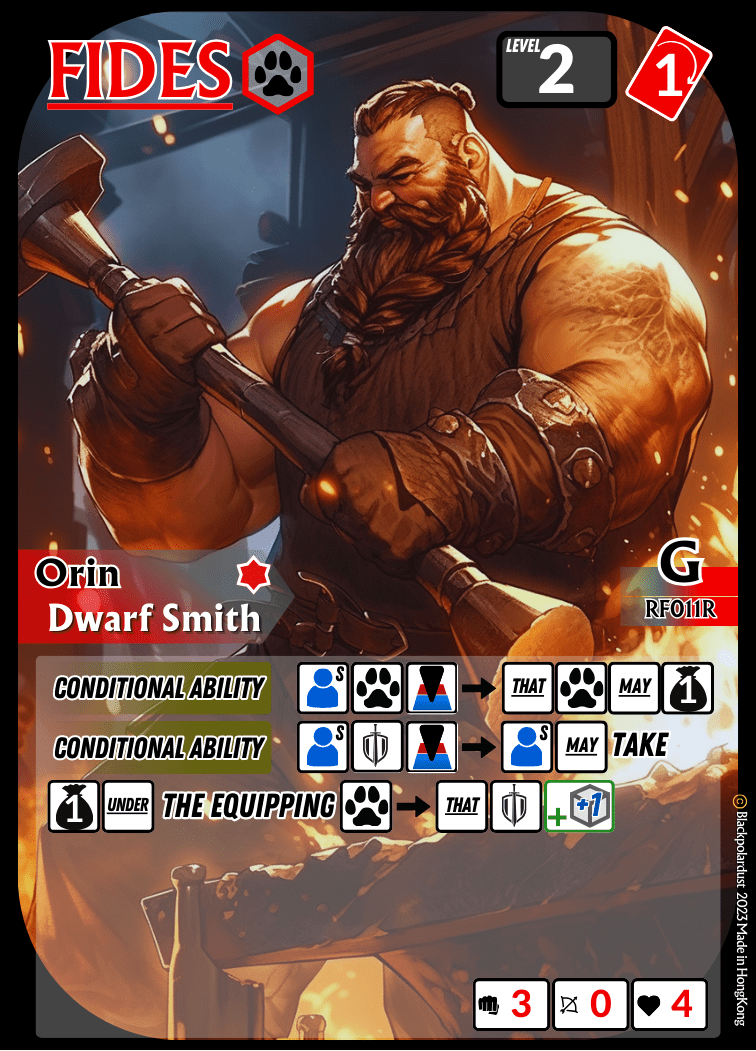 FIDES
LEVEL 2
1
Orin
Dwarf Smith
G
RF011R
CONDITIONAL ABILITY S THAT MAY 1
CONDITIONAL ABILITY S S MAY TAKE
1 UNDER THE EQUIPPING THAT + +1
3 0 4
© Blackpolardust 2023 Made in HongKong